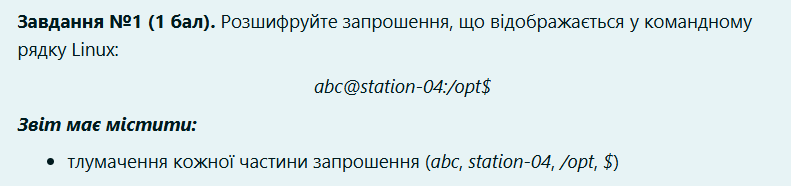 Завдання №1 (1 бал). Розшифруйте запрошення, що відображається у командному
рядку Linux:
abc@station-04:/opt$
Звіт має містити:
• тлумачення кожної частини запрошення (abc, station-04, /opt, $)